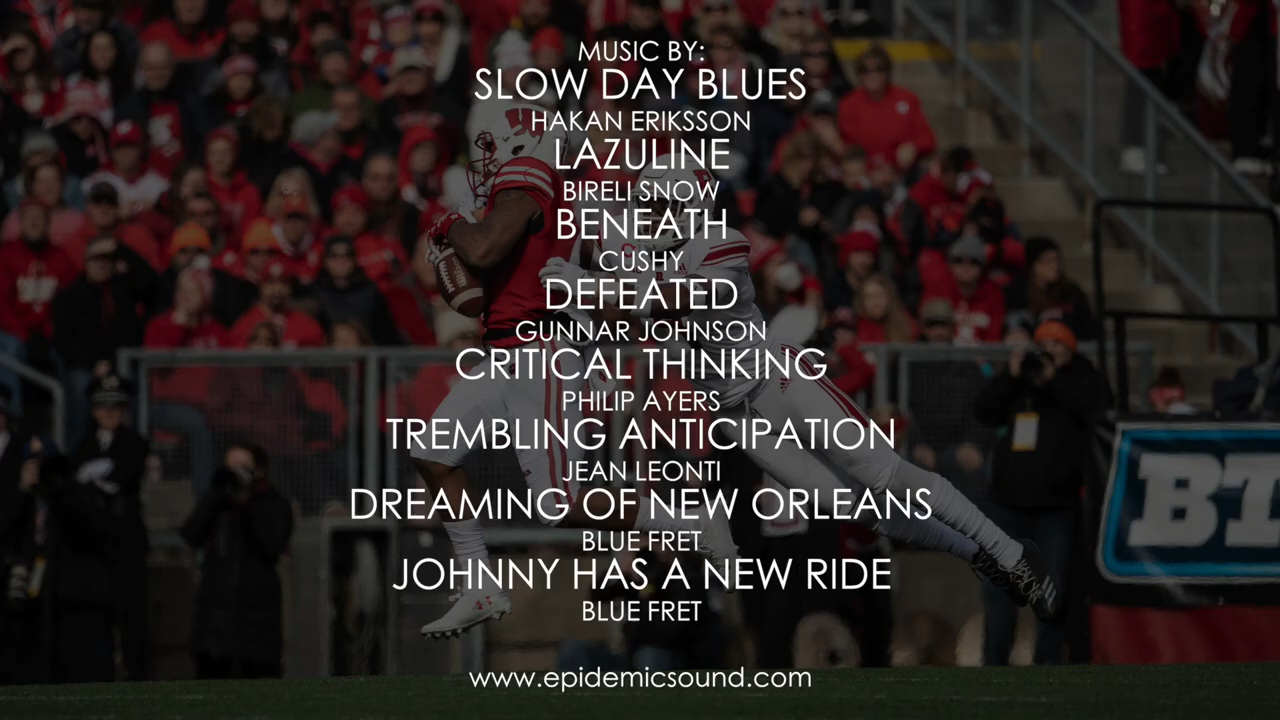 MUSIC BY:
SLOW DAY BLUES
HAKAN ERIKSSON
LAZULINE
BIRELI SNOW
BENEATH
CUSHY
DEFEATED
GUNNAR JOHNSON
CRITICAL THINKING
PHILIP AYERS
TREMBLING ANTICIPATION
JEAN LEONTI
DREAMING OF NEW ORLEANS
BLUE FRET
JOHNNY HAS A NEW RIDE
BLUE FRET
www.epidemicsound.com
W
BT